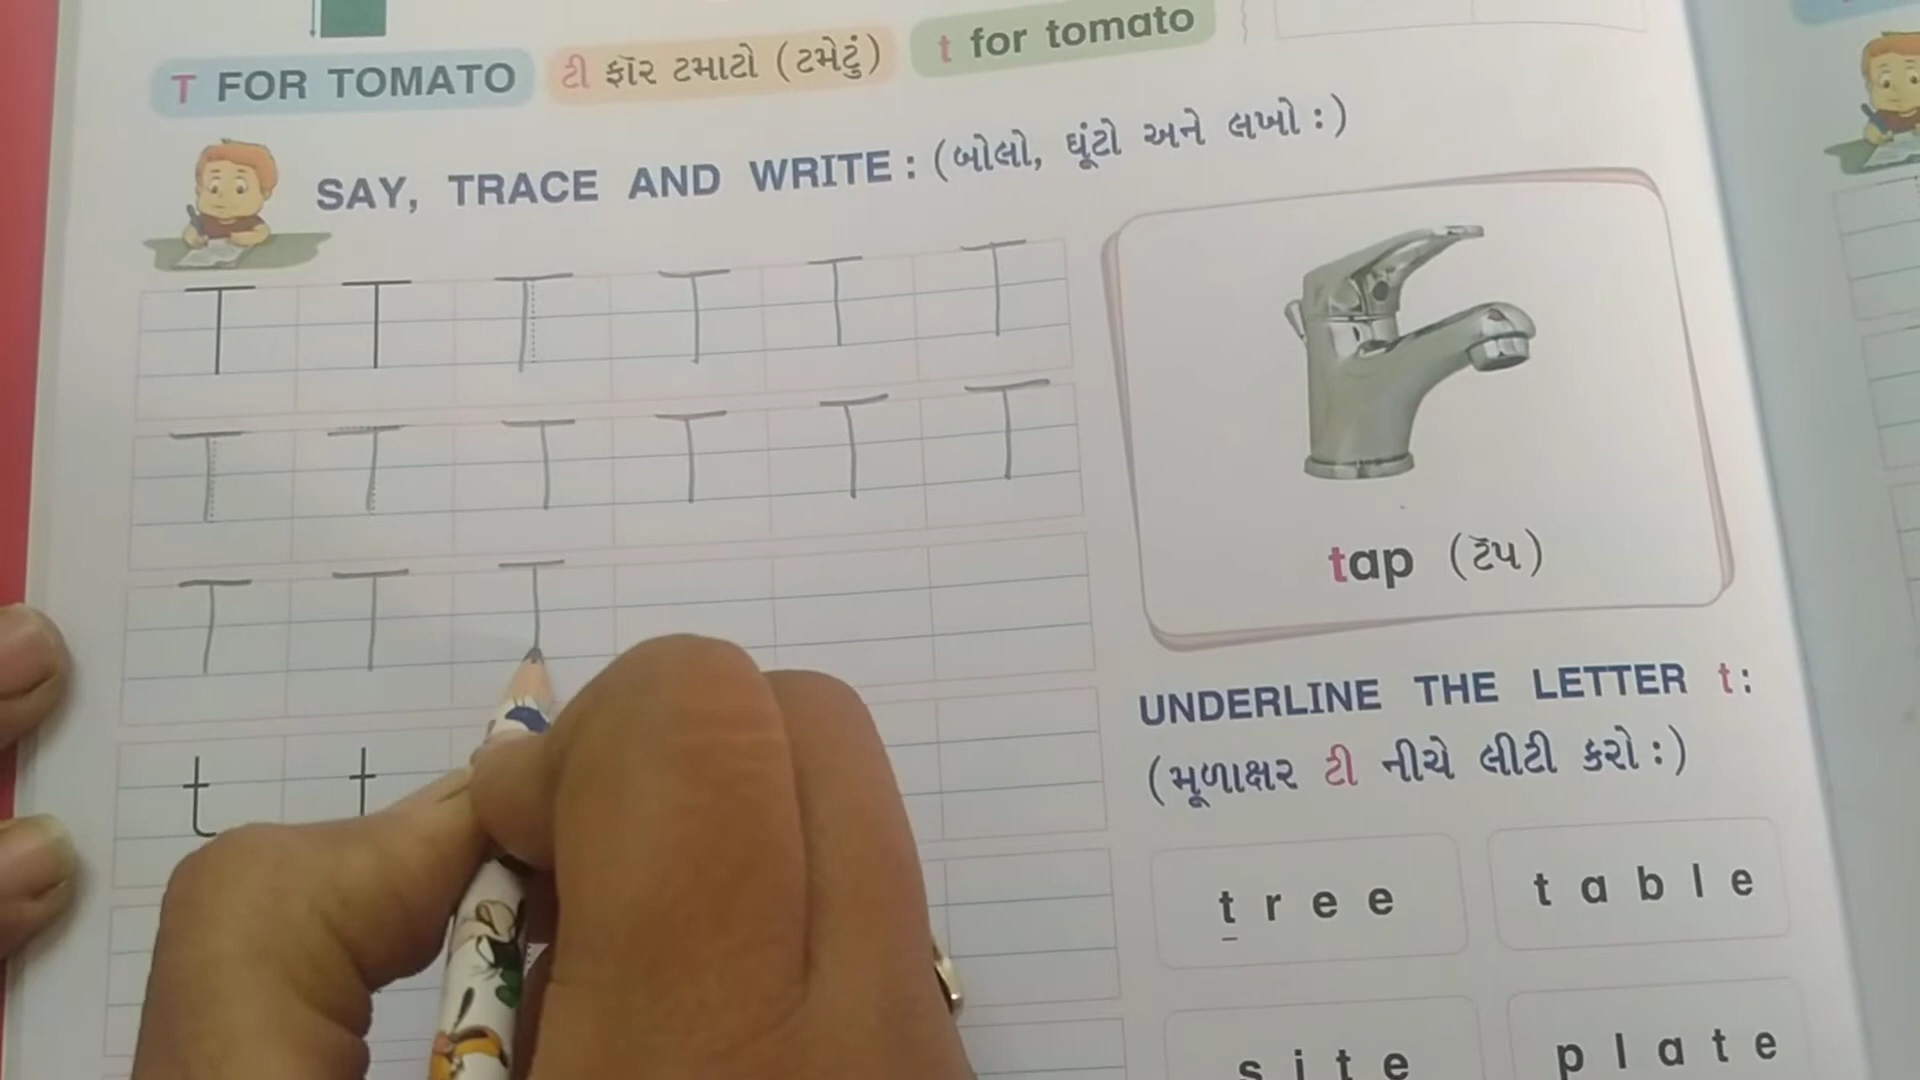 T FOR TOMATO ટી ફૉર ટમાટો (ટમેટું) t for tomato
SAY, TRACE AND WRITE : (બોલો, ઘૂંટો અને લખો :)
T T T T T T
T T T T T T
T T T
t t
tap (ટૅપ)
UNDERLINE THE LETTER t :
(મૂળાક્ષર ટી નીચે લીટી કરો :)
t r e e
t a b l e
s i t e
p l a t e